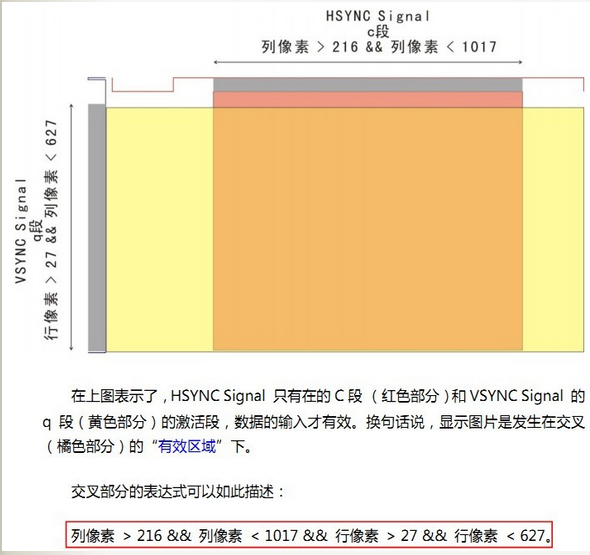 HSYNC Signal
c段
列像素 > 216 && 列像素 < 1017
VSYNC Signal
q段
行像素 > 27 && 列像素 < 627
在上图表示了，HSYNC Signal 只有在的 C 段 （红色部分）和 VSYNC Signal 的
q 段（黄色部分）的激活段，数据的输入才有效。换句话说，显示图片是发生在交叉
（橘色部分）的“有效区域”下。
交叉部分的表达式可以如此描述：
列像素 > 216 && 列像素 < 1017 && 行像素 > 27 && 行像素 < 627。